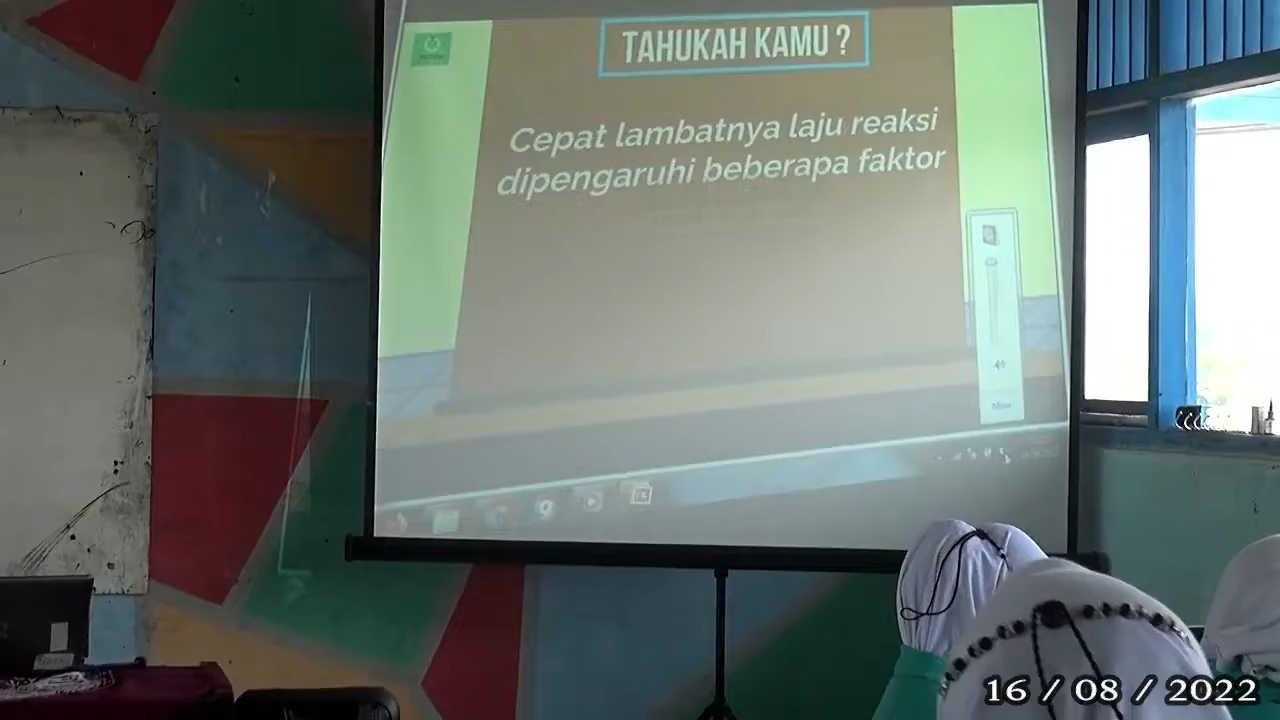 TAHUKAH KAMU ?
Cepat lambatnya laju reaksi
dipengaruhi beberapa faktor
16 / 08 / 2022